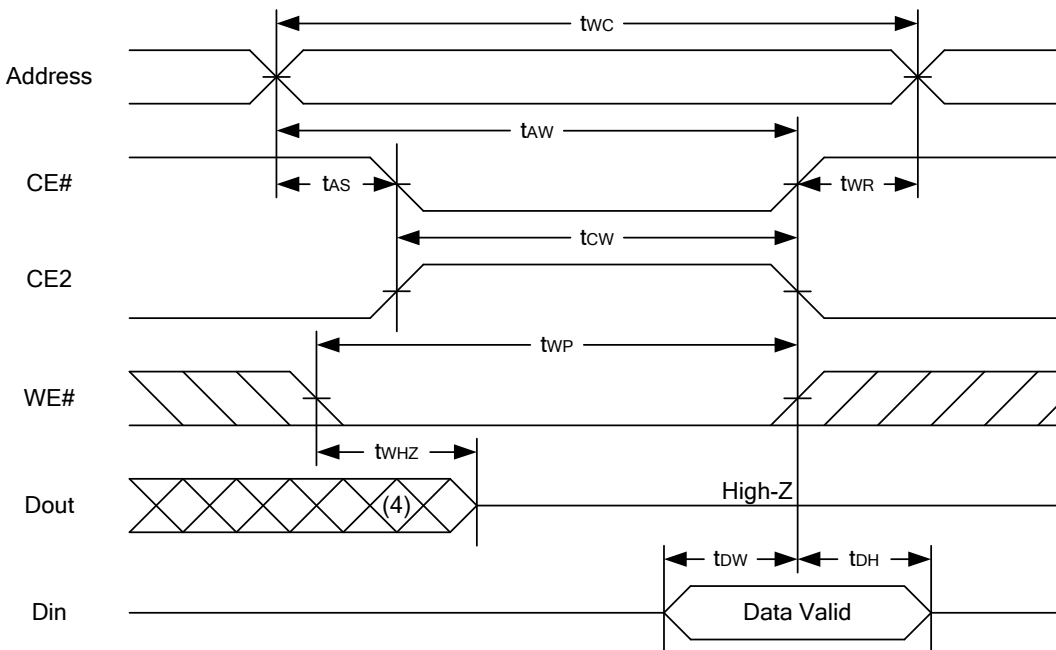 tWC
Address
tAW
CE#
tAS
tWR
tCW
CE2
tWP
WE#
tWHZ
Dout
(4)
High-Z
tDW
tDH
Din
Data Valid